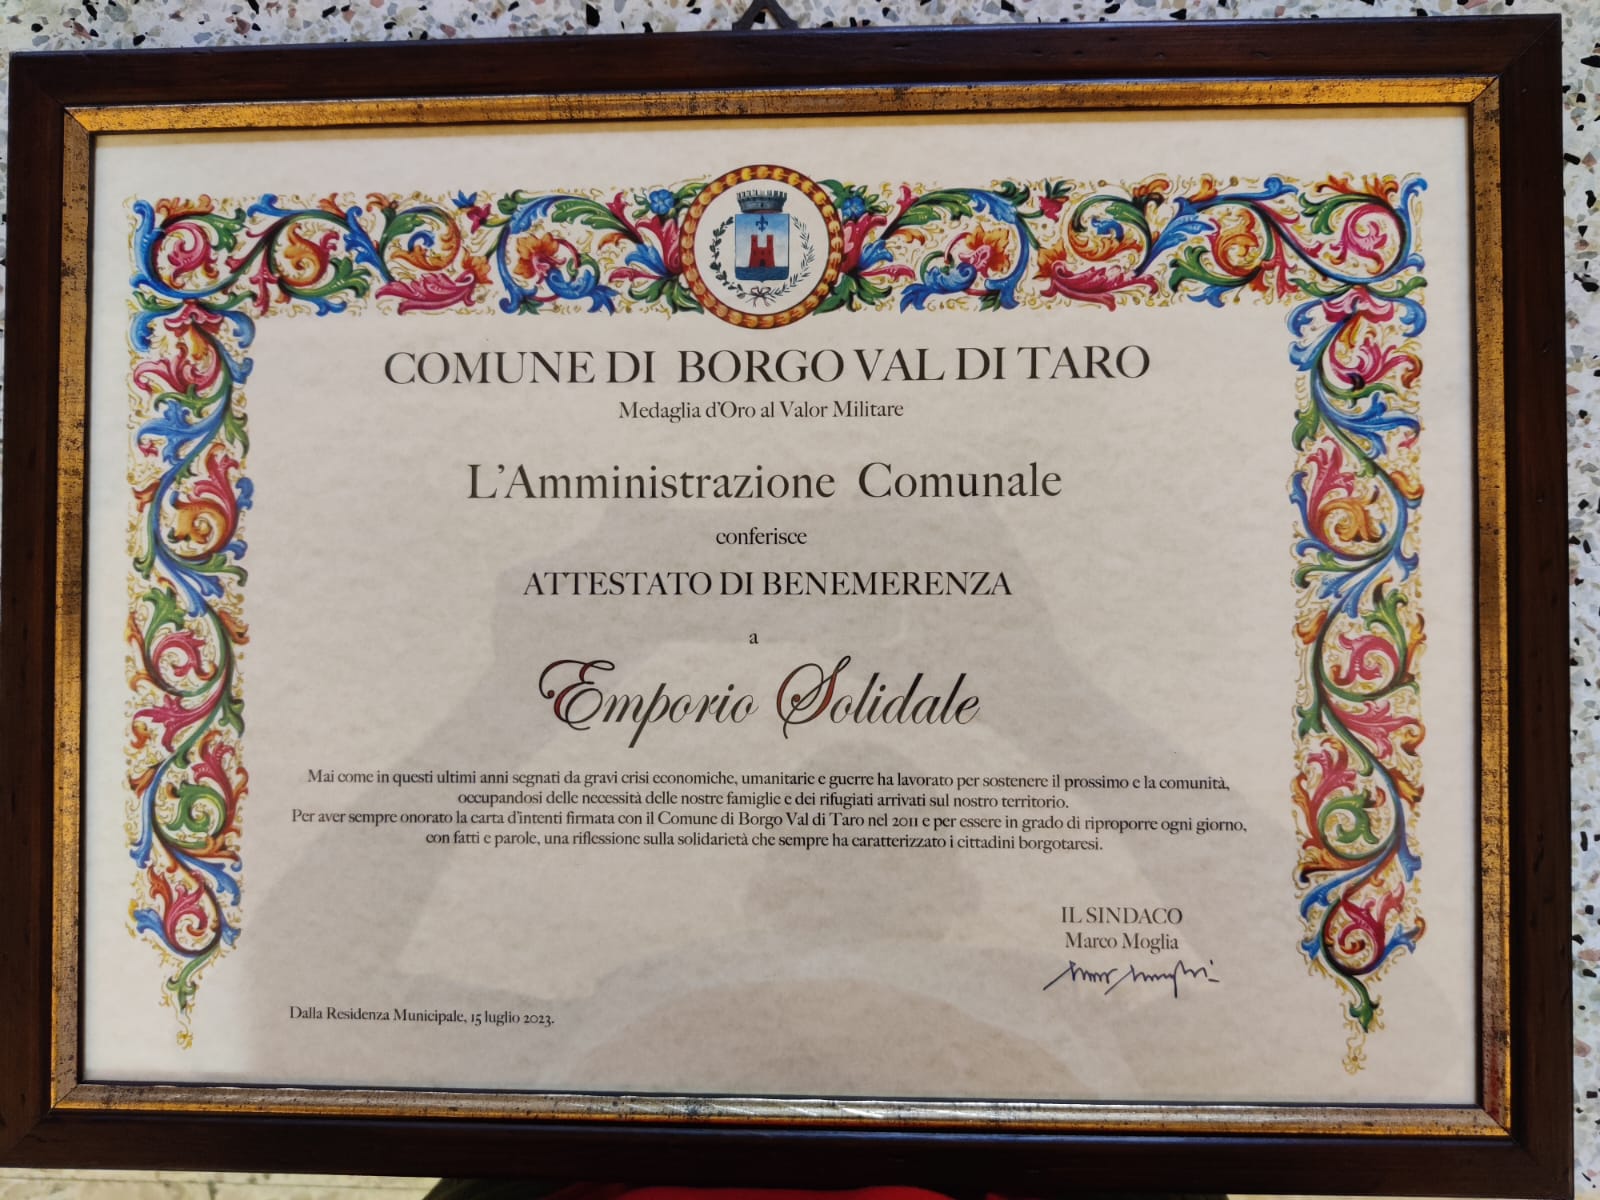 COMUNE DI BORGO VAL DI TARO
Medaglia d'Oro al Valor Militare
L'Amministrazione Comunale
conferisce
ATTESTATO DI BENEMERENZA
a
Emporio Solidale
Mai come in questi ultimi anni segnati da gravi crisi economiche, umanitarie e guerre ha lavorato per sostenere il prossimo e la comunità,
occupandosi delle necessità delle nostre famiglie e dei rifugiati arrivati sul nostro territorio.
Per aver sempre onorato la carta d'intenti firmata con il Comune di Borgo Val di Taro nel 2011 e per essere in grado di riproporre ogni giorno,
con fatti e parole, una riflessione sulla solidarietà che sempre ha caratterizzato i cittadini borgotaresi.
IL SINDACO
Marco Moglia
Dalla Residenza Municipale, 15 luglio 2023.